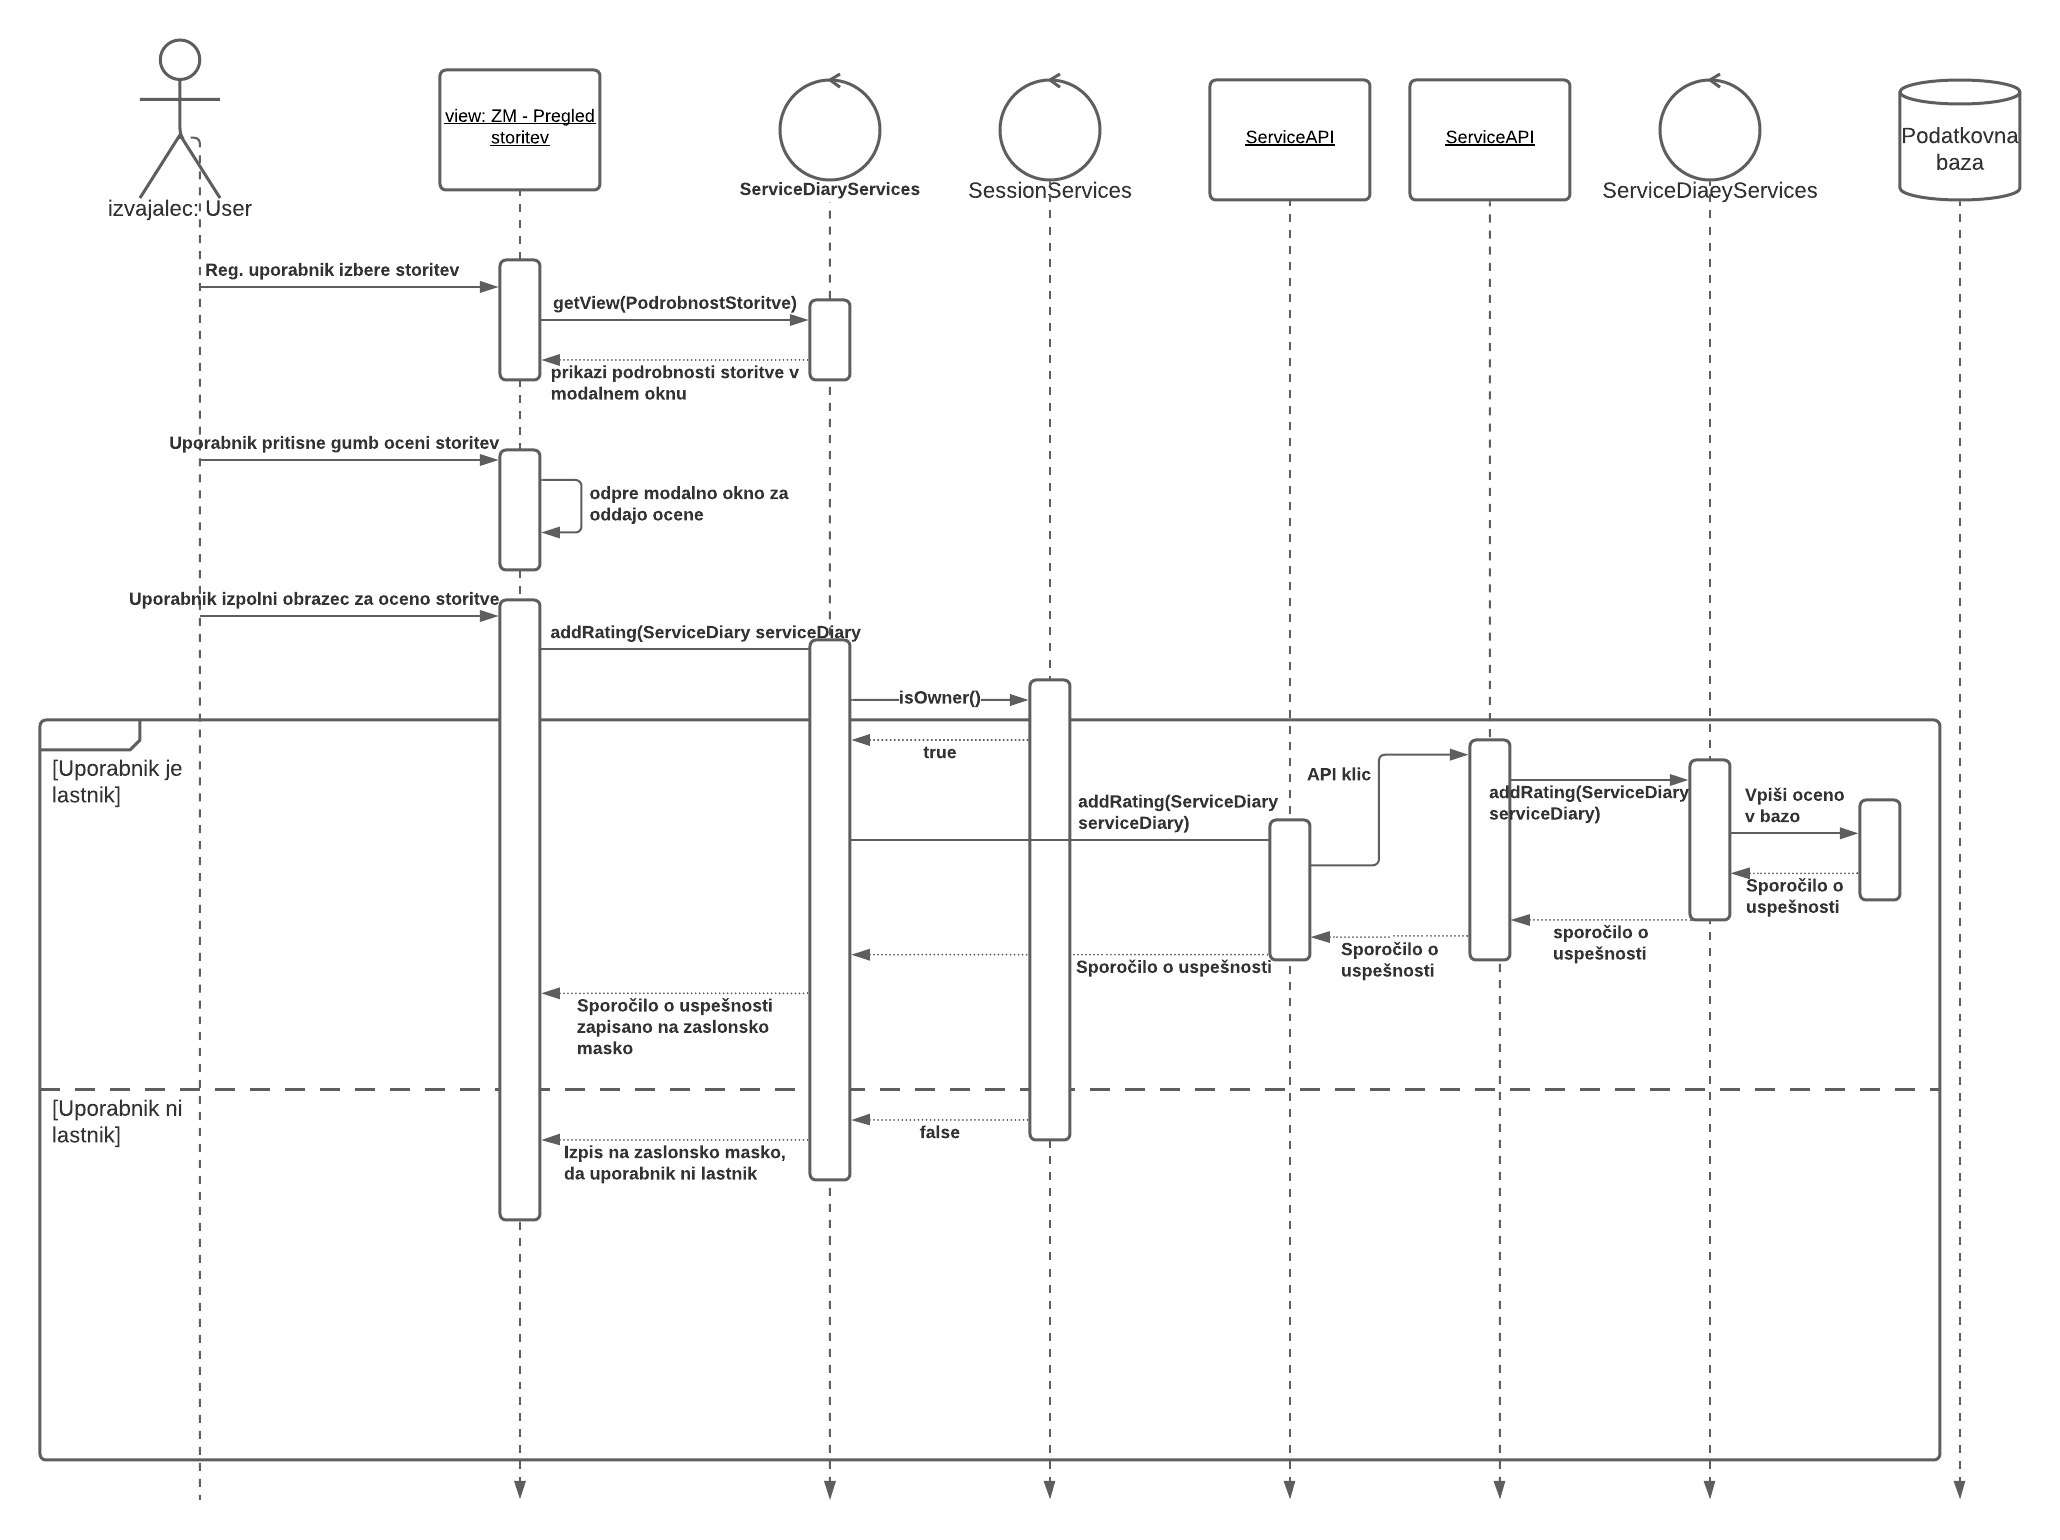 view: ZM - Pregled
storitev
ServiceAPI
ServiceAPI
Podatkovna
baza
izvajalec: User
ServiceDiaryServices
SessionServices
ServiceDiaeyServices
Reg. uporabnik izbere storitev
getView(PodrobnostStoritve)
prikazi podrobnosti storitve v
modalnem oknu
Uporabnik pritisne gumb oceni storitev
odpre modalno okno za
oddajo ocene
Uporabnik izpolni obrazec za oceno storitve
addRating(ServiceDiary serviceDiary
isOwner()
true
[Uporabnik je
lastnik]
API klic
addRating(ServiceDiary
serviceDiary)
addRating(ServiceDiary
serviceDiary)
Vpiši oceno
v bazo
Sporočilo o
uspešnosti
sporočilo o
uspešnosti
Sporočilo o
uspešnosti
Sporočilo o uspešnosti
Sporočilo o uspešnosti
zapisano na zaslonsko
masko
[Uporabnik ni
lastnik]
false
Izpis na zaslonsko masko,
da uporabnik ni lastnik